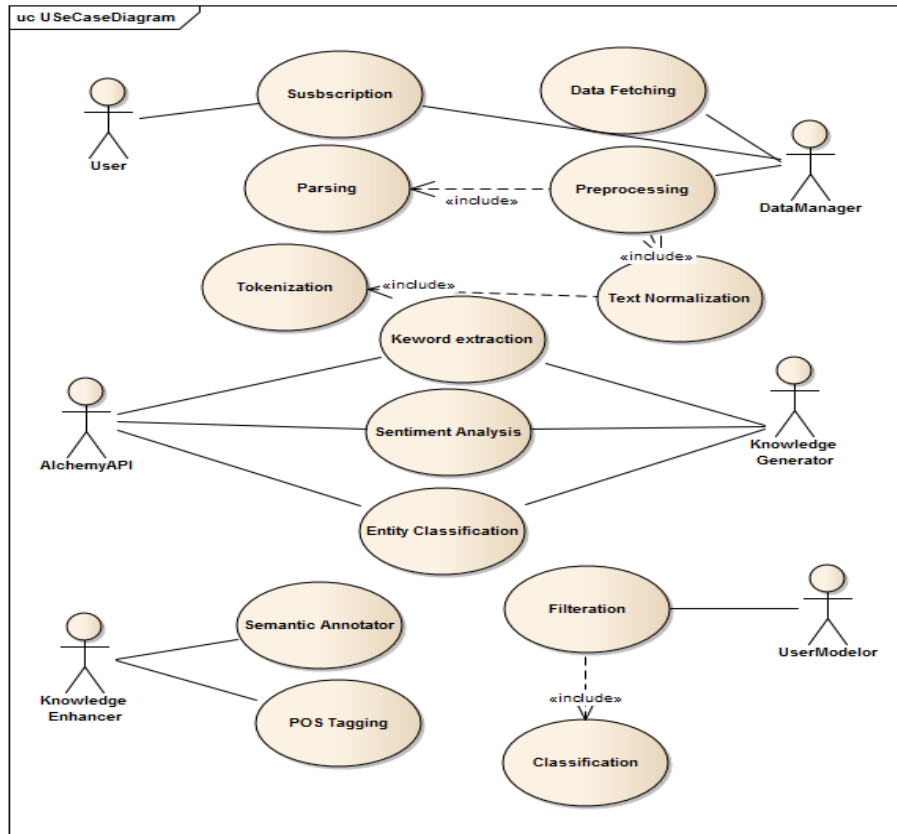 uc USeCaseDiagram
Susbscription
Data Fetching
User
Parsing
«include»
Preprocessing
DataManager
«include»
Tokenization
«include»
Text Normalization
Keword extraction
AlchemyAPI
Sentiment Analysis
Knowledge
Generator
Entity Classification
Semantic Annotator
Filteration
UserModelor
Knowledge
Enhancer
POS Tagging
«include»
Classification